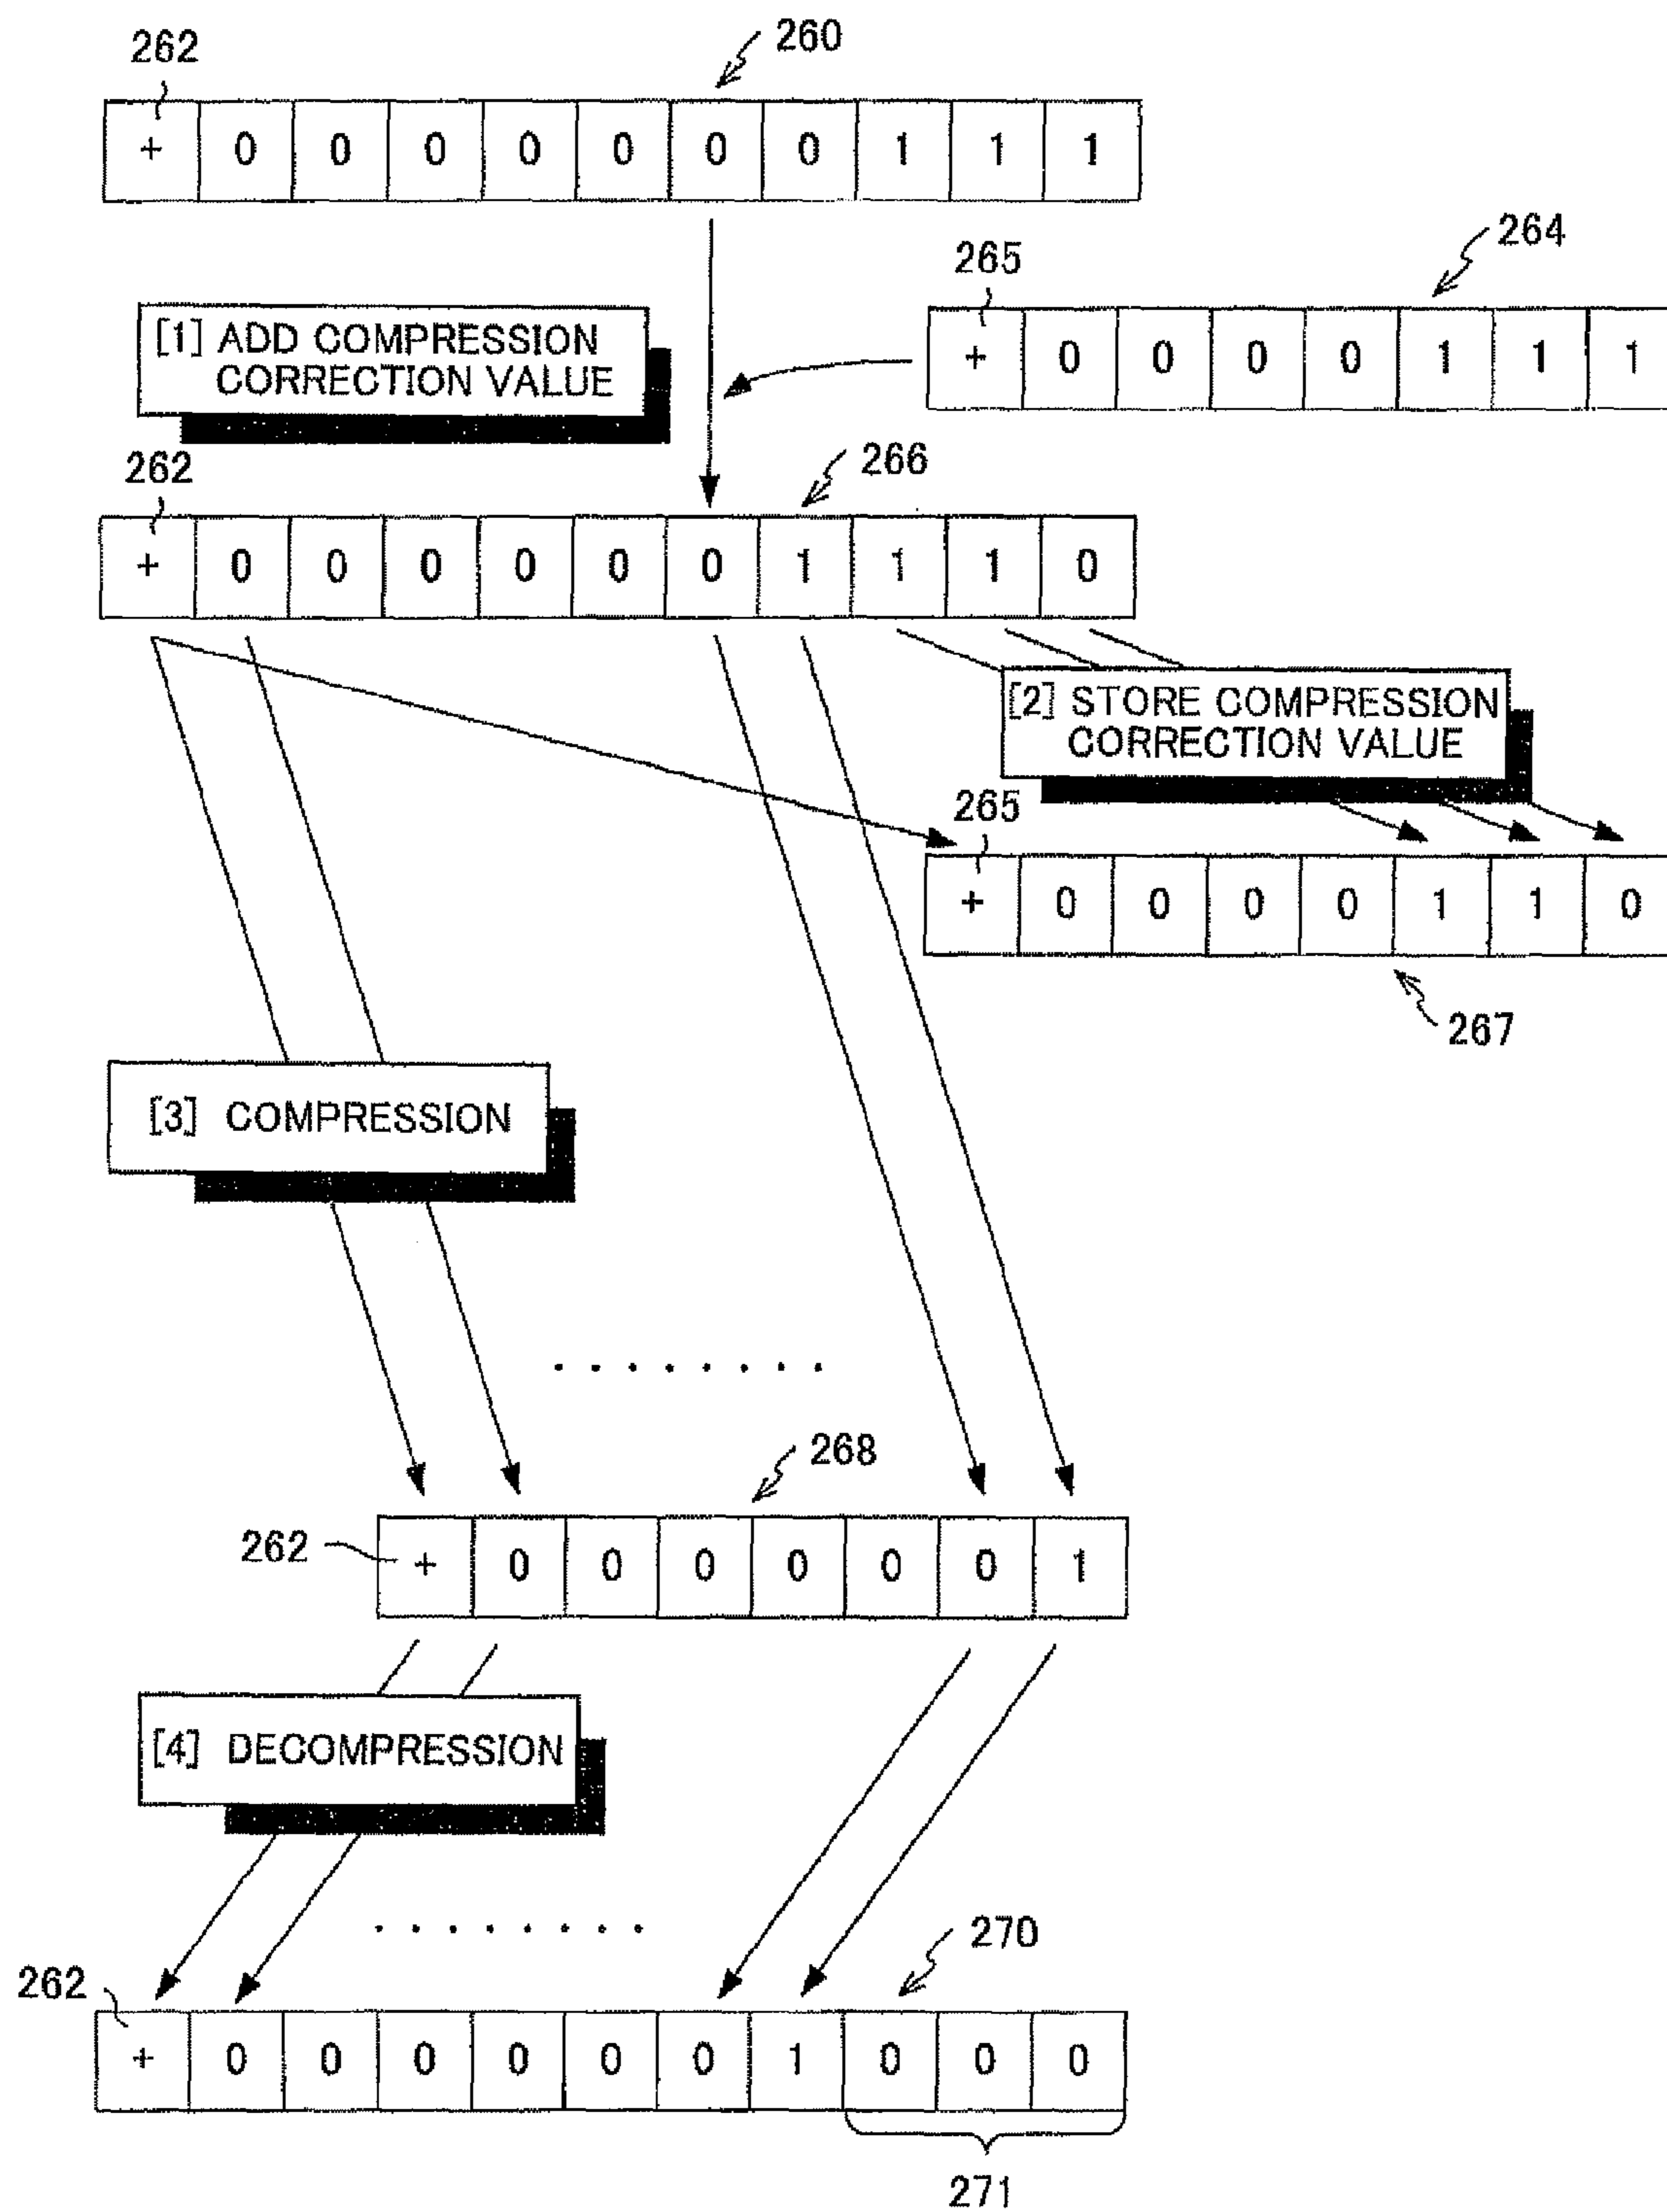 260
262
+ 0 0 0 0 0 0 0 1 1 1
264
265
[1] ADD COMPRESSION
CORRECTION VALUE
+ 0 0 0 0 1 1 1
262
266
+ 0 0 0 0 0 0 1 1 1 0
[2] STORE COMPRESSION
CORRECTION VALUE
265
+ 0 0 0 0 1 1 0
267
[3] COMPRESSION
268
262
+ 0 0 0 0 0 0 1
[4] DECOMPRESSION
270
262
+ 0 0 0 0 0 0 1 0 0 0
271